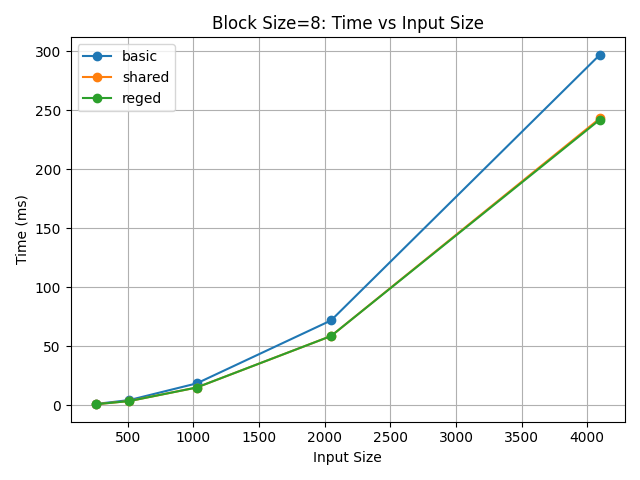 Block Size=8: Time vs Input Size
basic
shared
reged
Time (ms)
300
250
200
150
100
50
0
500 1000 1500 2000 2500 3000 3500 4000
Input Size